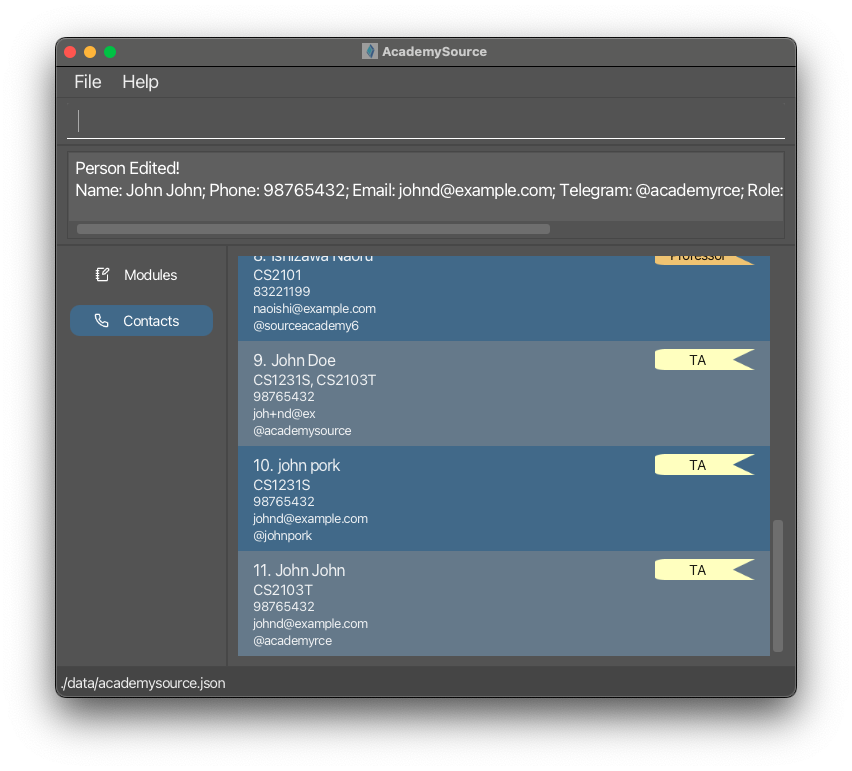 AcademySource
File Help
Person Edited!
Name: John John; Phone: 98765432; Email: johnd@example.com; Telegram: @academyrce; Role:
Modules
Contacts
8. Ishizawa Naoru
Professor
CS2101
83221199
naoishi@example.com
@sourceacademy6
9. John Doe
TA
CS1231S, CS2103T
98765432
joh+nd@ex
@academysource
10. john pork
TA
CS1231S
98765432
johnd@example.com
@johnpork
11. John John
TA
CS2103T
98765432
johnd@example.com
@academyrce
./data/academysource.json